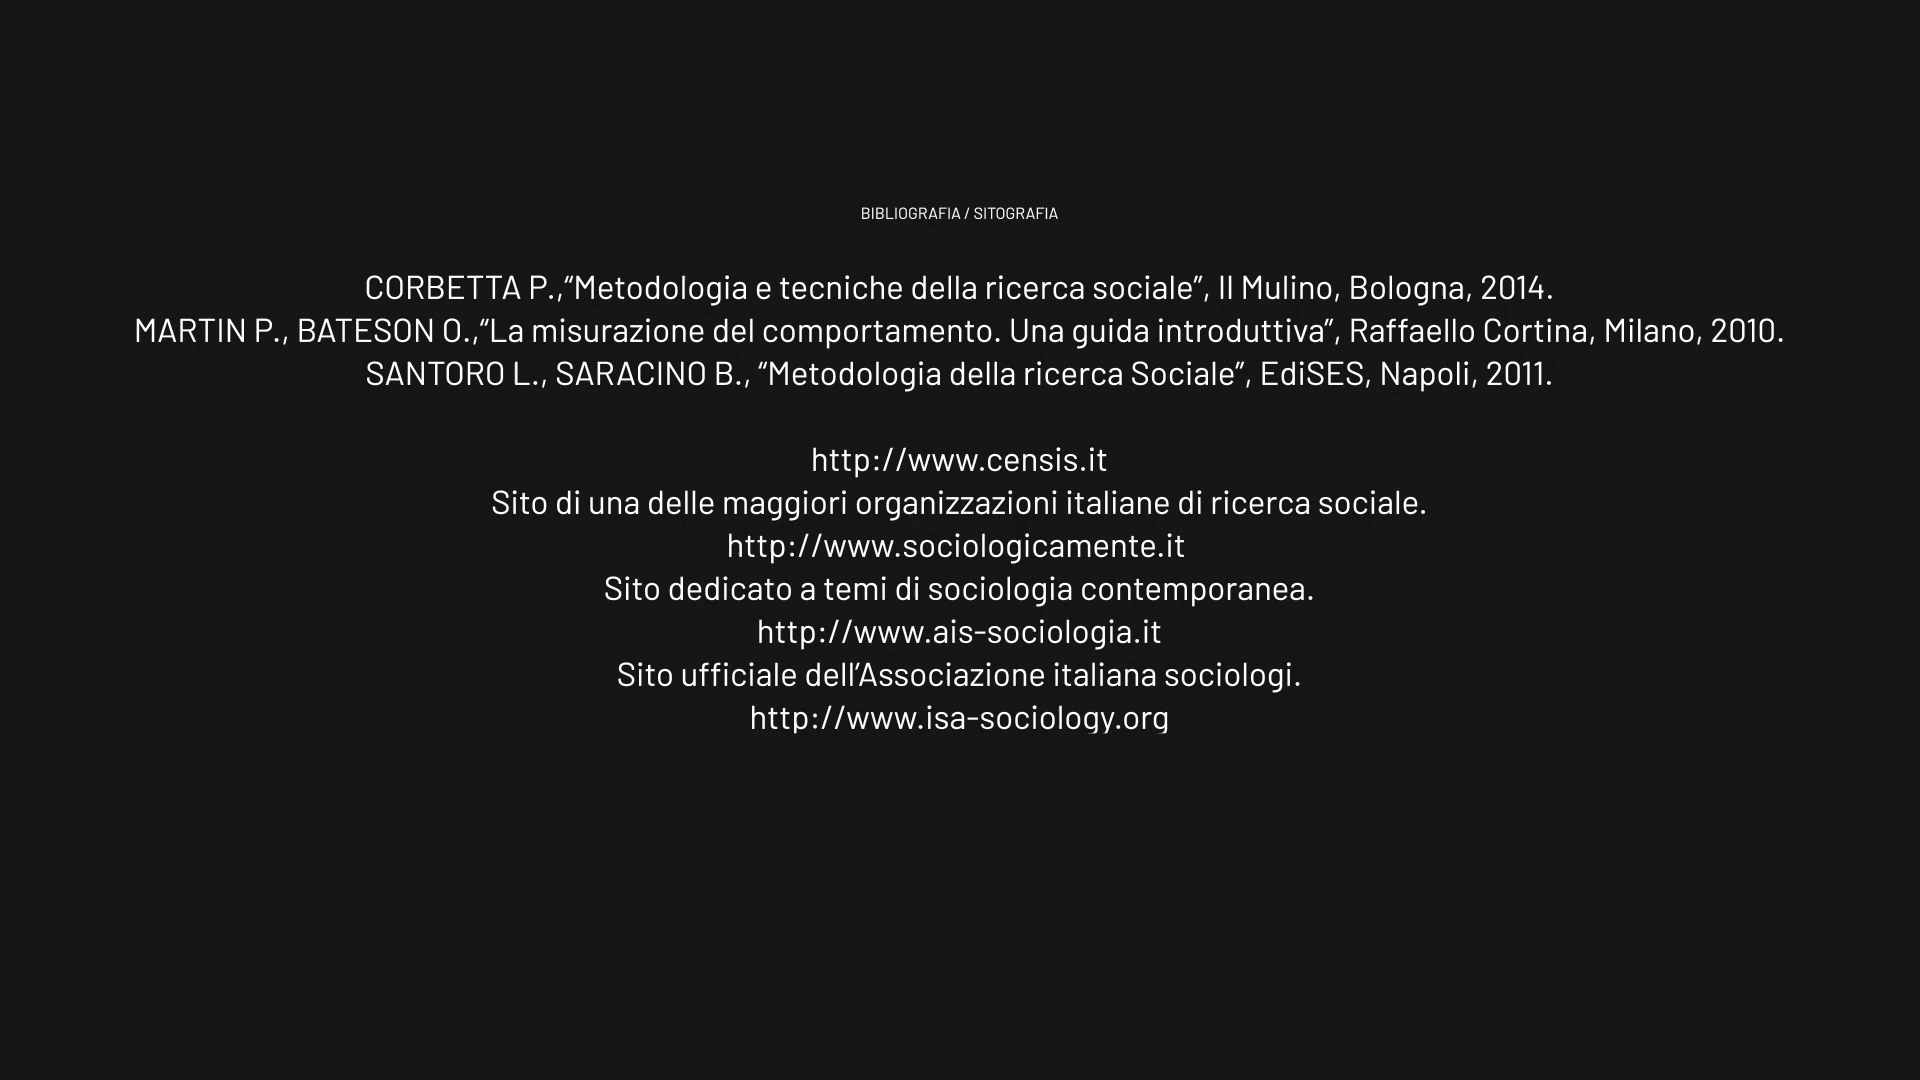 BIBLIOGRAFIA / SITOGRAFIA
CORBETTA P.,“Metodologia e tecniche della ricerca sociale”, Il Mulino, Bologna, 2014.
MARTIN P., BATESON O.,“La misurazione del comportamento. Una guida introduttiva”, Raffaello Cortina, Milano, 2010.
SANTORO L., SARACINO B., “Metodologia della ricerca Sociale”, EdiSES, Napoli, 2011.
http://www.censis.it
Sito di una delle maggiori organizzazioni italiane di ricerca sociale.
http://www.sociologicamente.it
Sito dedicato a temi di sociologia contemporanea.
http://www.ais-sociologia.it
Sito ufficiale dell’Associazione italiana sociologi.
http://www.isa-sociology.org